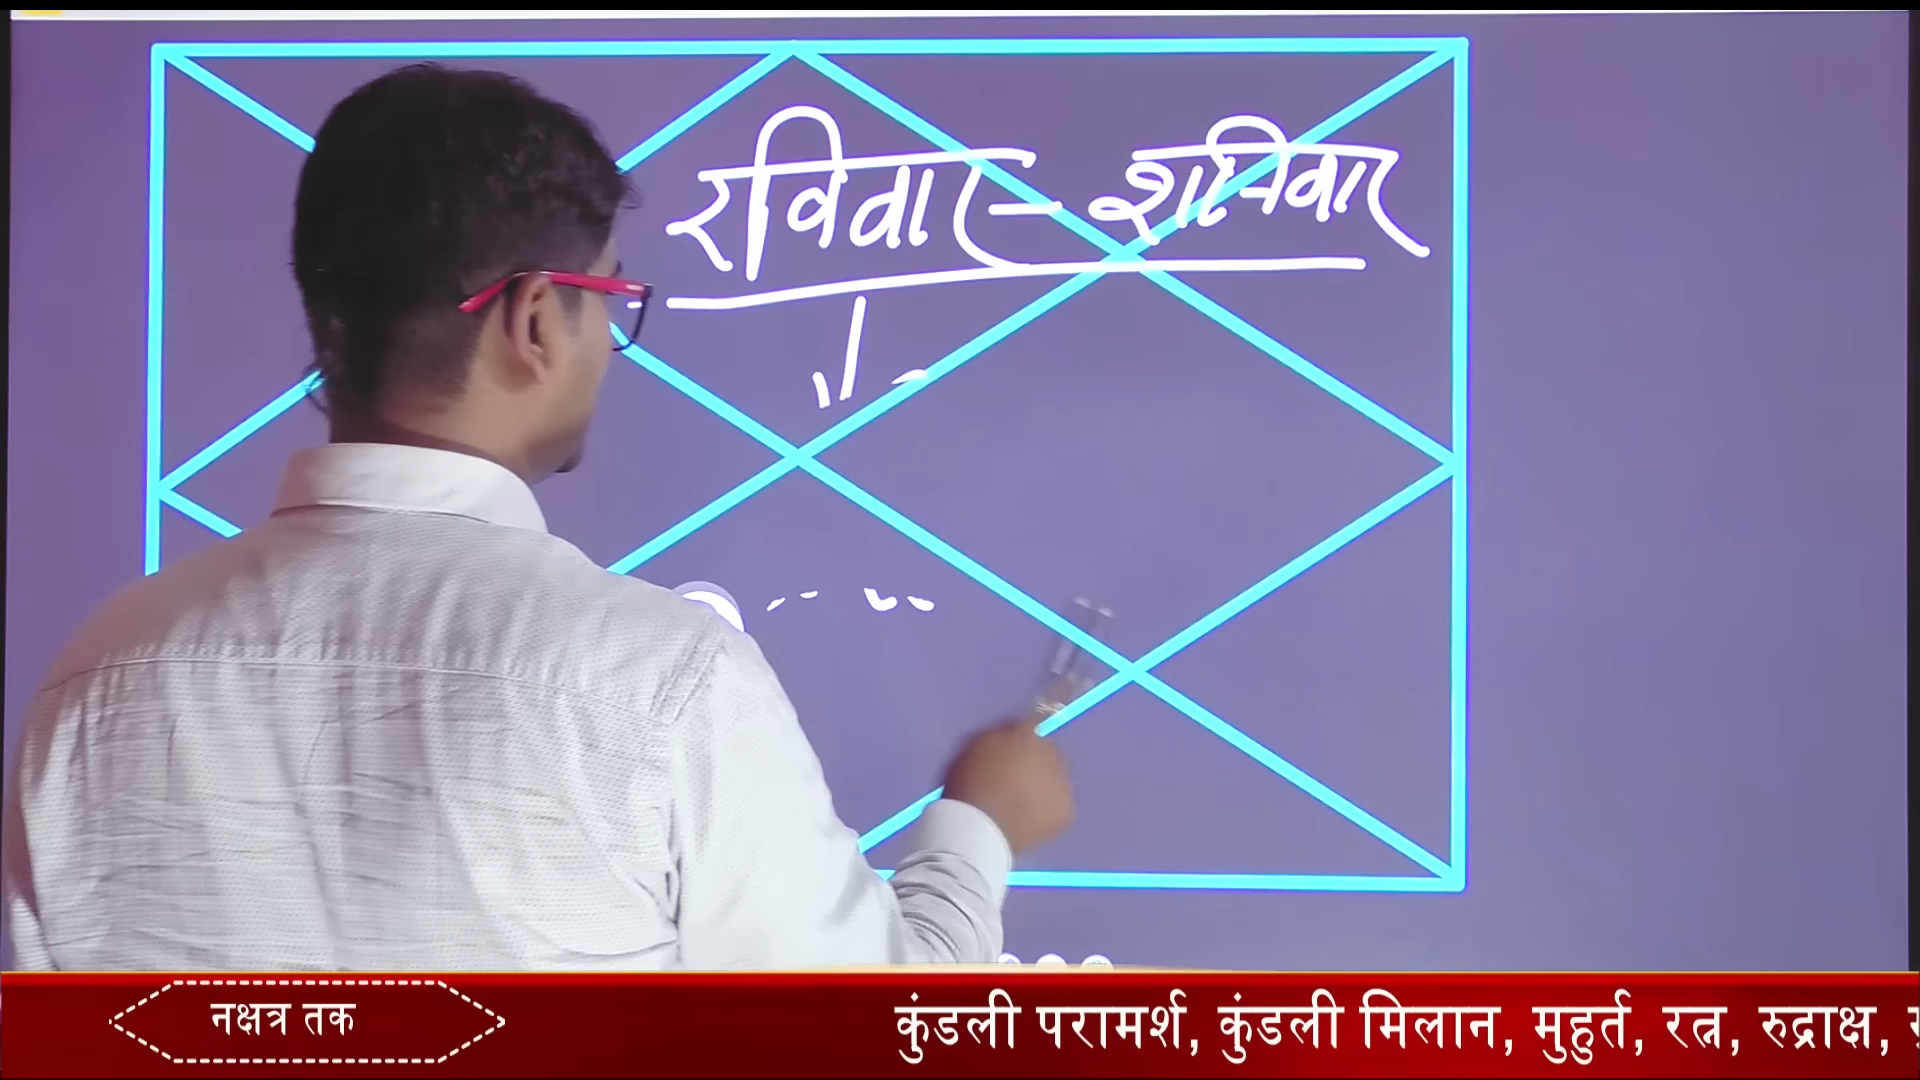 रविवार - शनिवार
नक्षत्र तक
कुंडली परामर्श, कुंडली मिलान, मुहुर्त, रत्न, रुद्राक्ष,